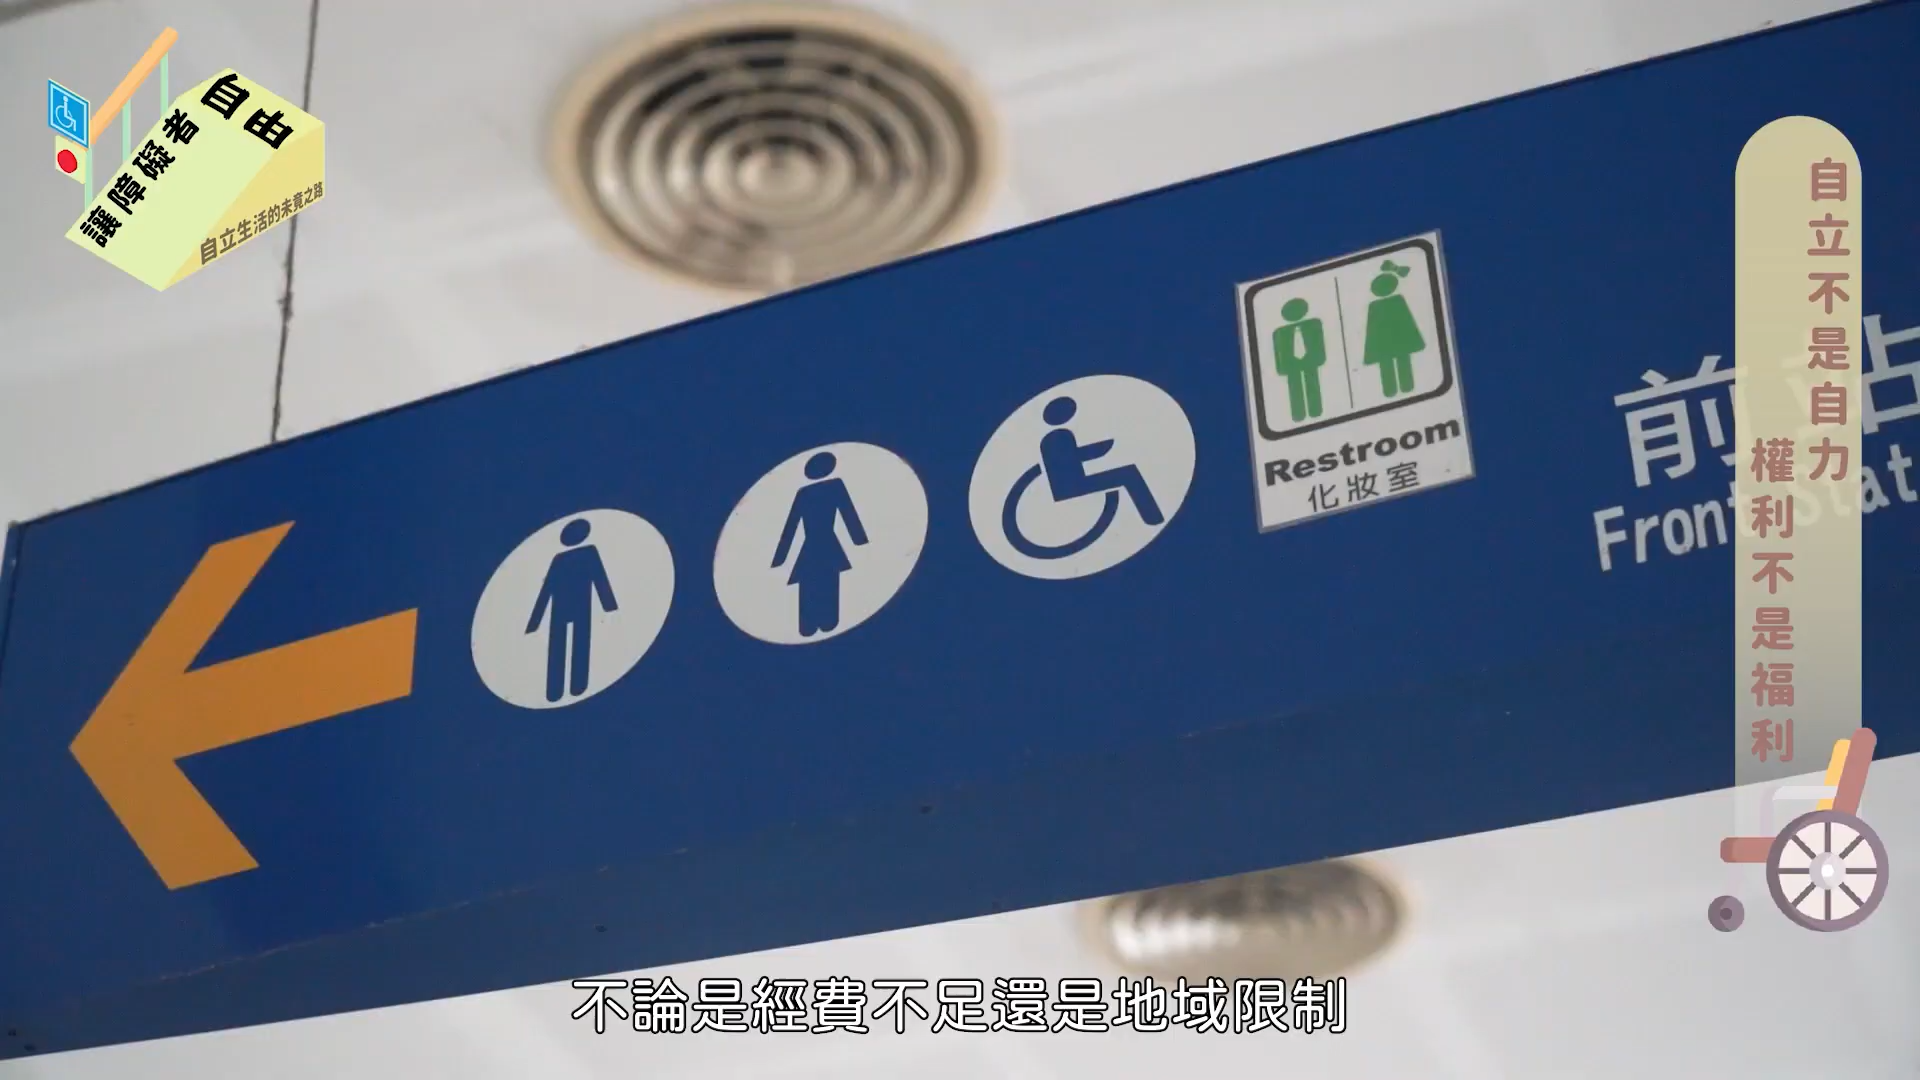 讓障礙者自由
自立生活的未竟之路
自立不是自力
權利不是福利
Restroom
化妝室
前站
Front Stat
不論是經費不足還是地域限制